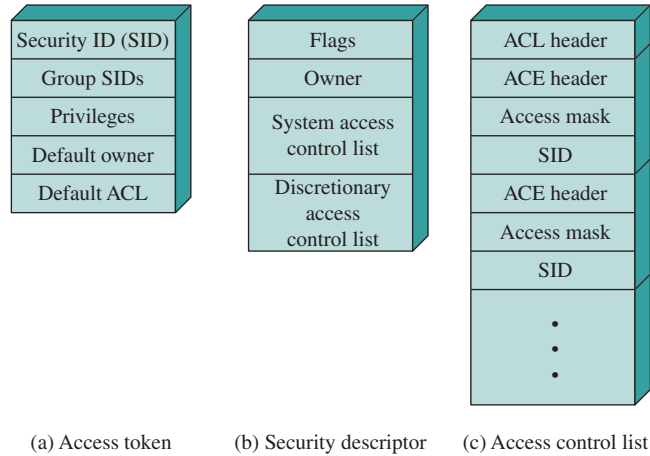 Security ID (SID)
Group SIDs
Privileges
Default owner
Default ACL
(a) Access token
Flags
Owner
System access
control list
Discretionary
access
control list
(b) Security descriptor
ACL header
ACE header
Access mask
SID
ACE header
Access mask
SID
(c) Access control list